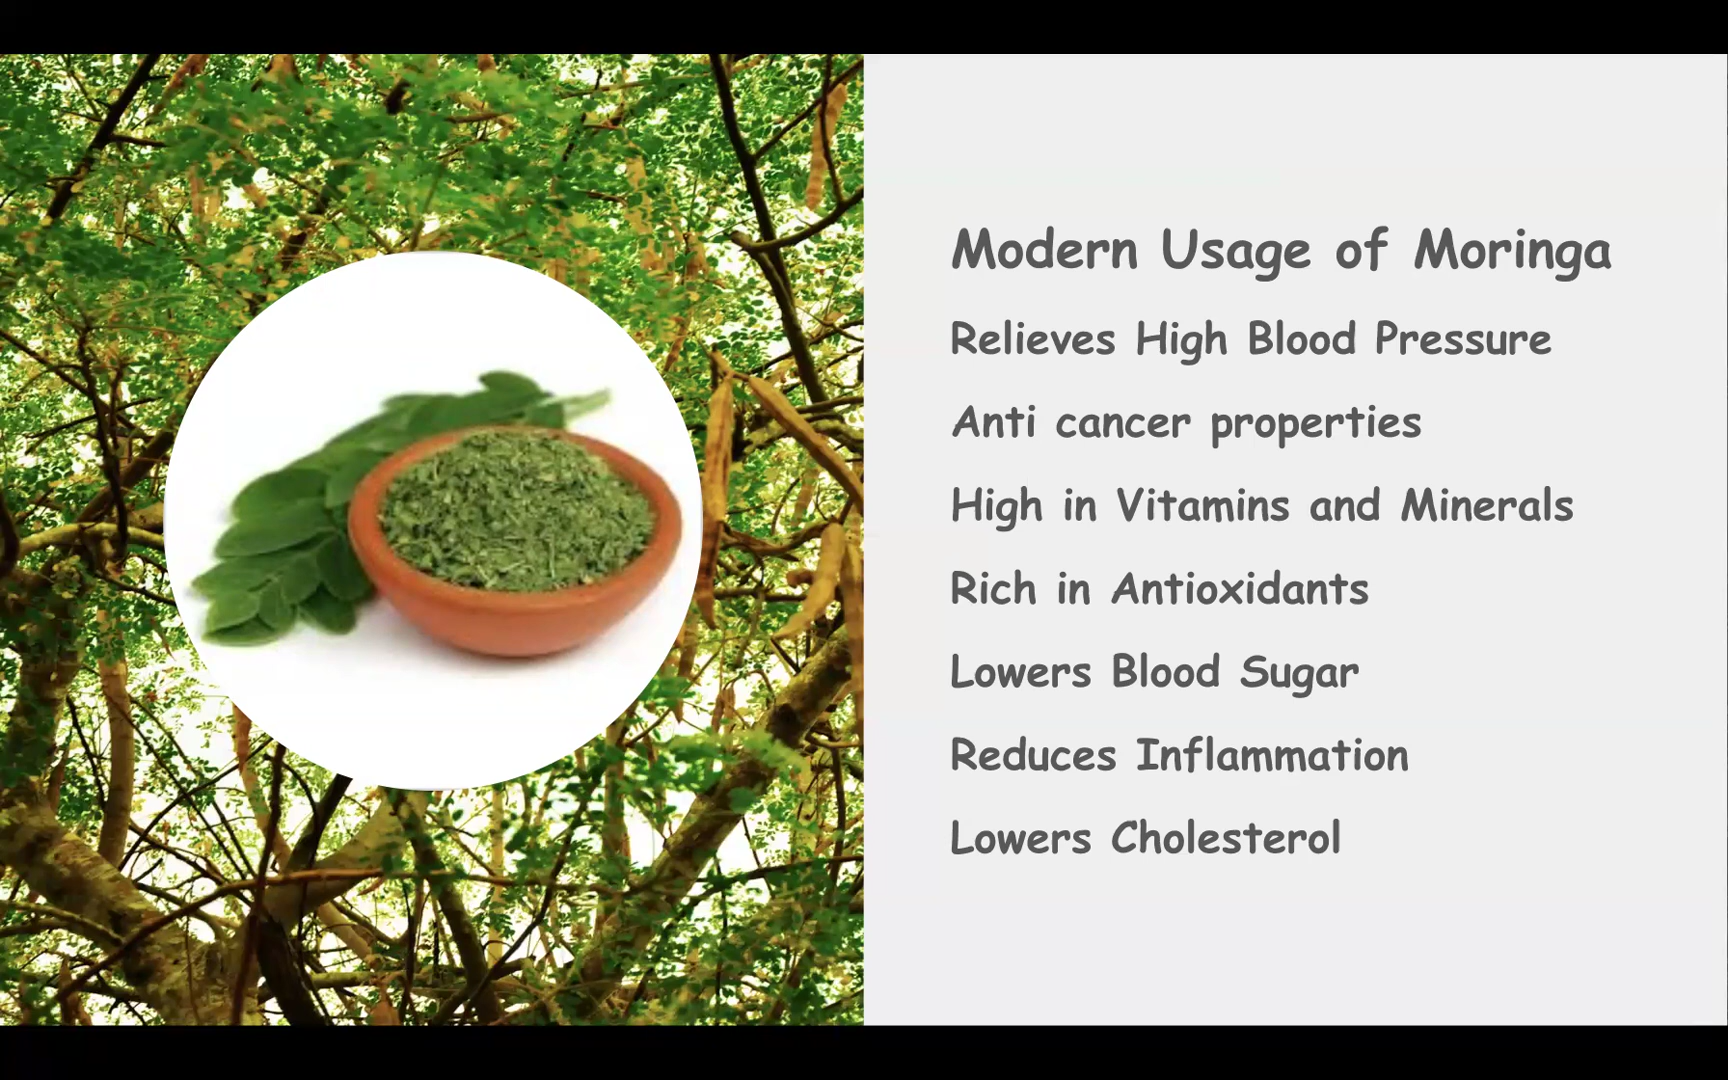 Modern Usage of Moringa
Relieves High Blood Pressure
Anti cancer properties
High in Vitamins and Minerals
Rich in Antioxidants
Lowers Blood Sugar
Reduces Inflammation
Lowers Cholesterol